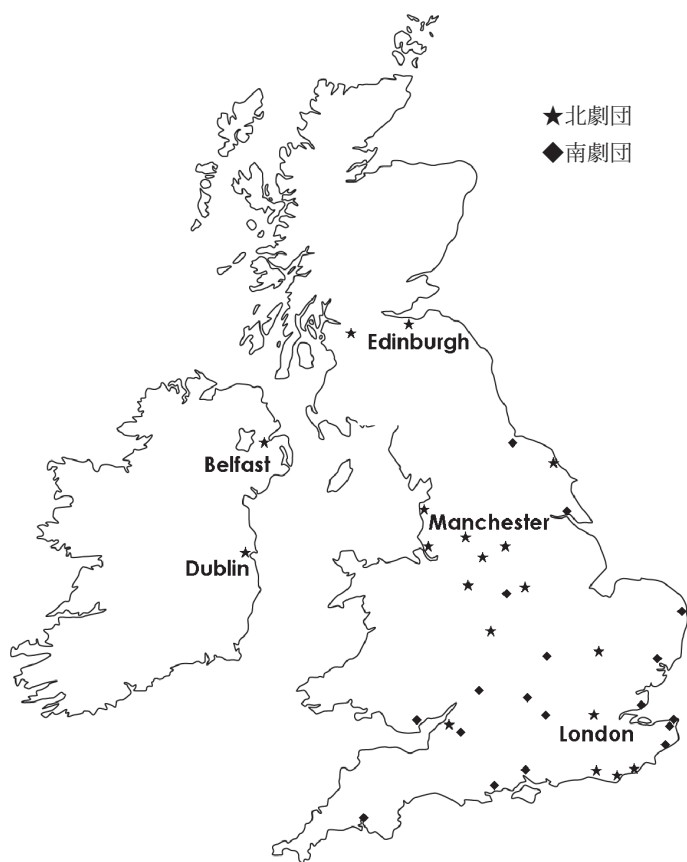 ★北劇団
◆南劇団
Edinburgh
Belfast
Manchester
Dublin
London